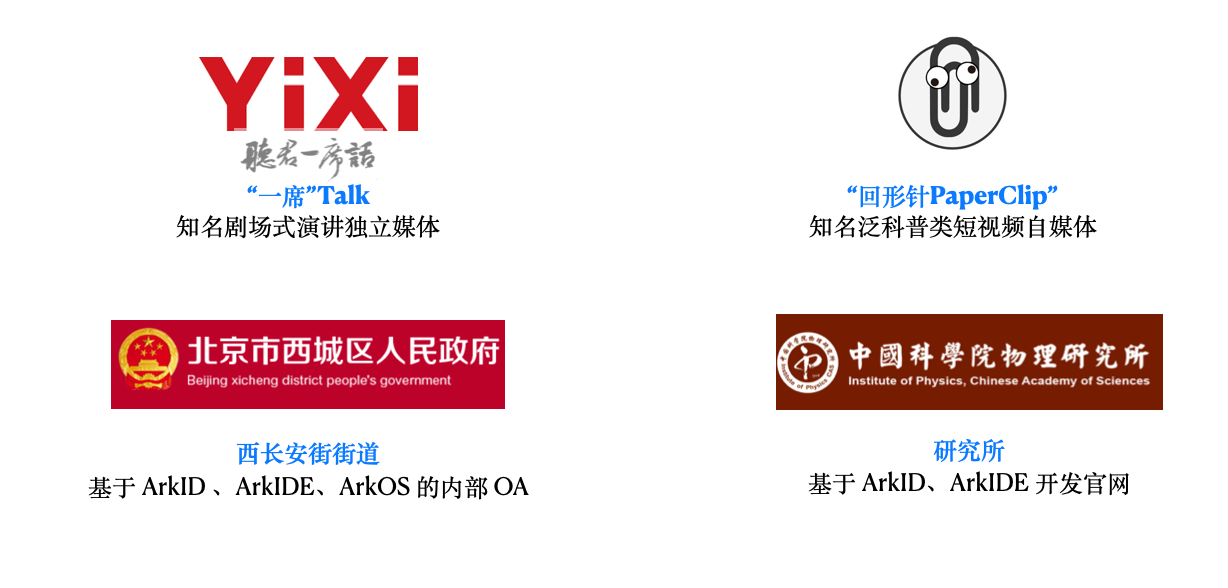 YiXi
聽君一席話
“一席”Talk
知名剧场式演讲独立媒体
“回形针PaperClip”
知名泛科普类短视频自媒体
北京市西城区人民政府
Beijing xicheng district people's government
西长安街街道
基于 ArkID 、ArkIDE、ArkOS 的内部 OA
中國科學院物理研究所
Institute of Physics, Chinese Academy of Sciences
研究所
基于 ArkID、ArkIDE 开发官网